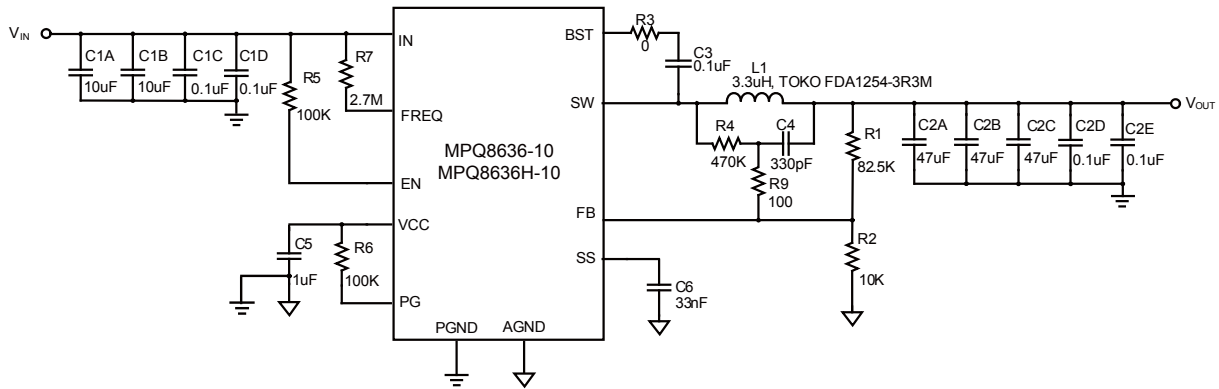 VIN
C1A
10uF
C1B
10uF
C1C
0.1uF
C1D
0.1uF
R5
100K
R7
2.7M
IN
FREQ
EN
VCC
PG
C5
1uF
R6
100K
MPQ8636-10
MPQ8636H-10
PGND
AGND
BST
SW
FB
SS
R3
0
C3
0.1uF
L1
3.3uH, TOKO FDA1254-3R3M
R4
470K
C4
330pF
R9
100
R1
82.5K
R2
10K
C6
33nF
C2A
47uF
C2B
47uF
C2C
47uF
C2D
0.1uF
C2E
0.1uF
VOUT